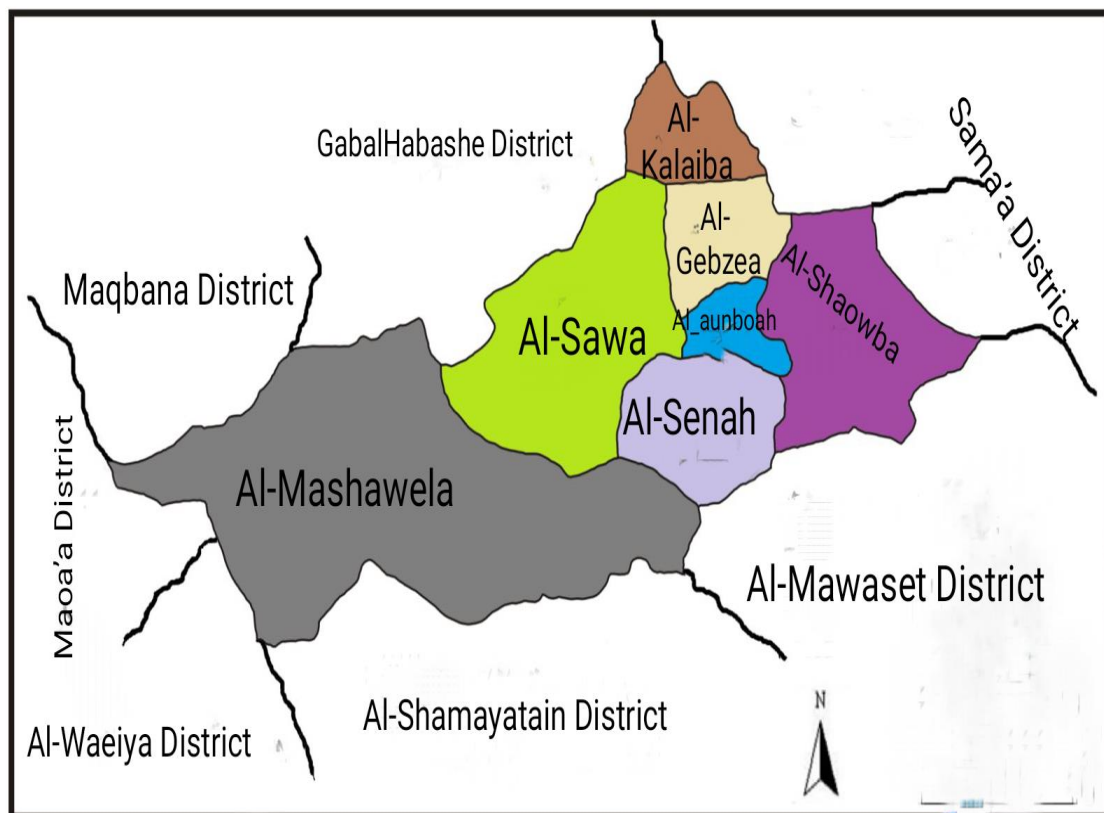 Al-
Kalaiba
GabalHabashe District
Sama'a District
Al-
Gebzea
Al-Shaowba
Maqbana District
Al_aunboah
Al-Sawa
Al-Senah
Al-Mashawela
Maoa'a District
Al-Mawaset District
N
Al-Shamayatain District
Al-Waeiya District